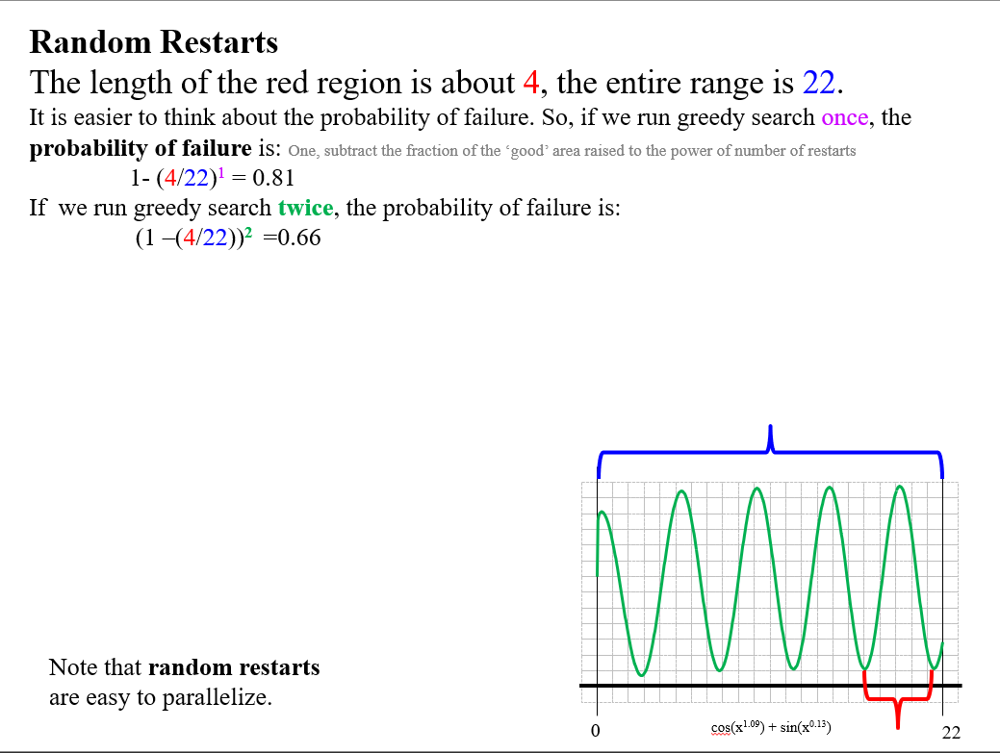 Random Restarts
The length of the red region is about 4, the entire range is 22.
It is easier to think about the probability of failure. So, if we run greedy search once, the
probability of failure is: One, subtract the fraction of the ‘good’ area raised to the power of number of restarts
1- (4/22)¹ = 0.81
If  we run greedy search twice, the probability of failure is:
(1 –(4/22))²  =0.66
Note that random restarts
are easy to parallelize.
0
cos(x¹·⁰⁹) + sin(x⁰·¹³)
22